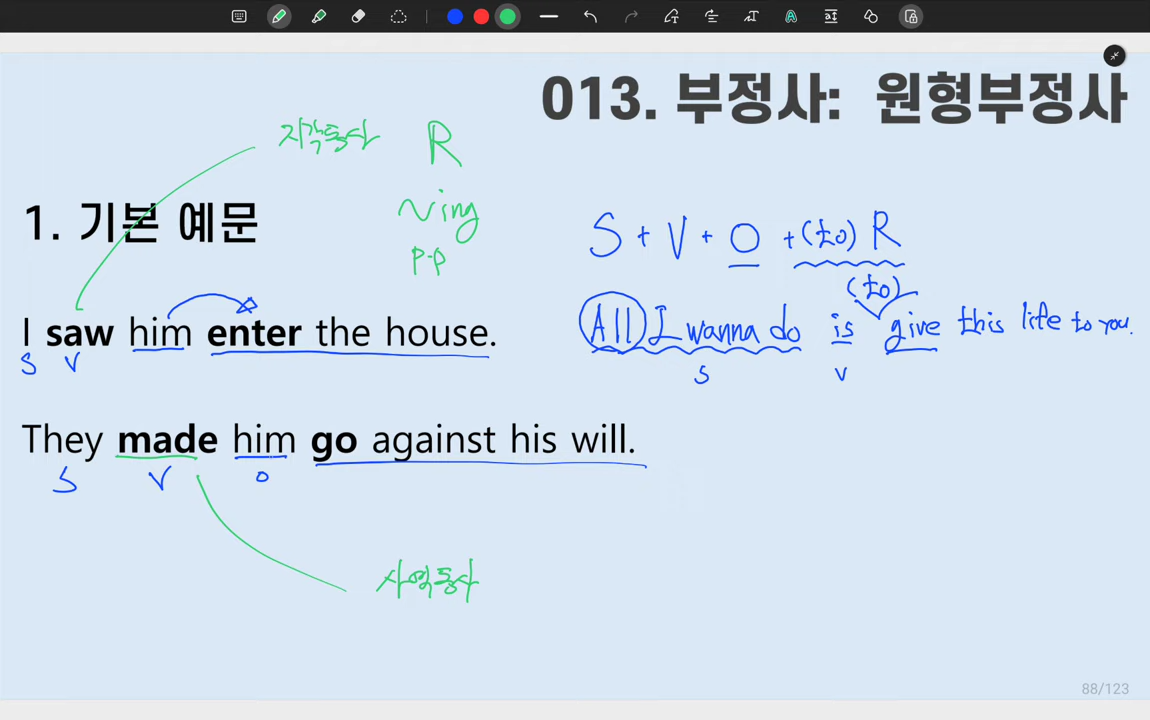 013. 부정사: 원형부정사
지각동사 R
~ing
p.p
1. 기본 예문
S + V + O + (to) R
(to)
All I wanna do is give this life to you.
S V
I saw him enter the house.
S V
They made him go against his will.
S V O
사역동사
88/123